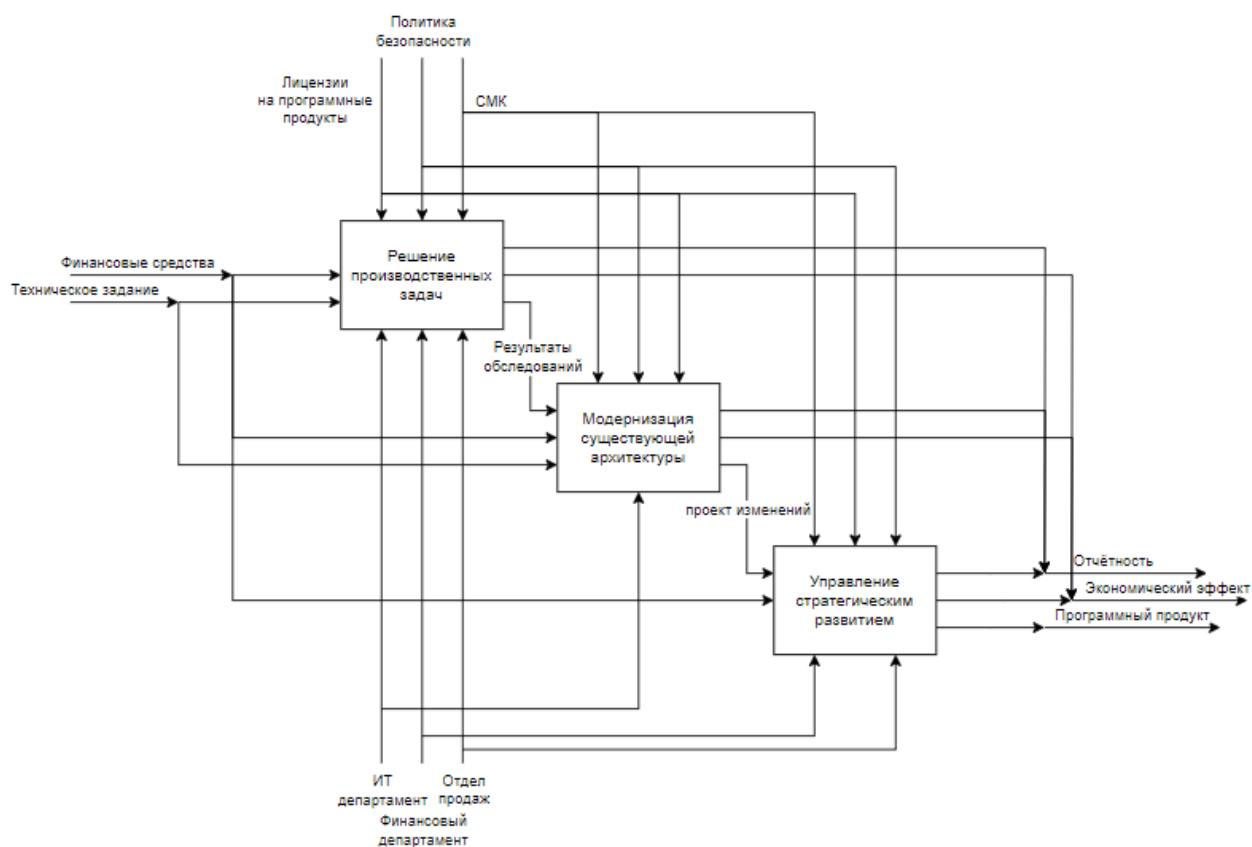 Политика
безопасности
Лицензии
на программные
продукты
СМК
Финансовые средства
Техническое задание
Решение
производственных
задач
Результаты
обследований
Модернизация
существующей
архитектуры
проект изменений
Управление
стратегическим
развитием
Отчётность
Экономический эффект
Программный продукт
ИТ
департамент
Отдел
продаж
Финансовый
департамент